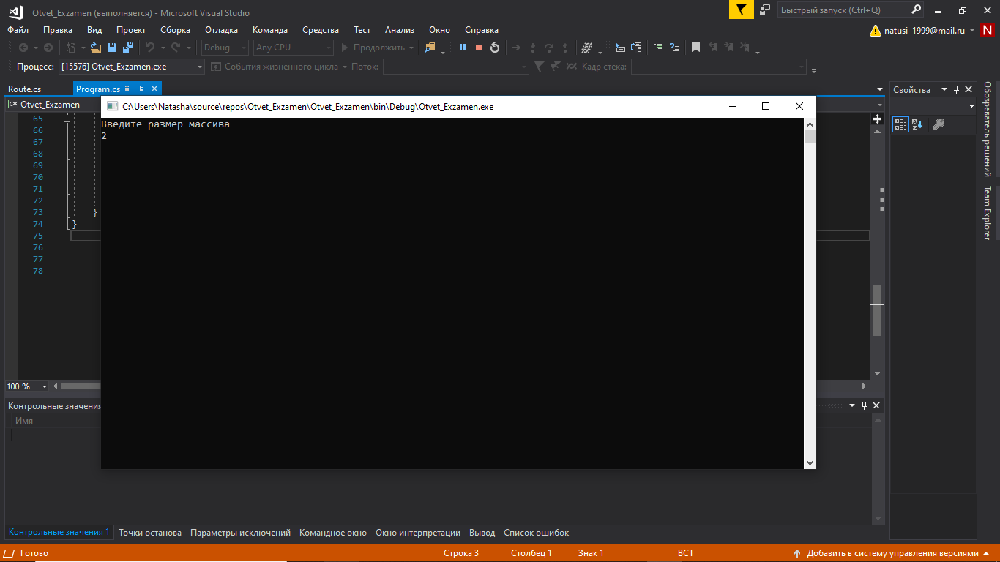 Otvet_Exzamen (выполняется) - Microsoft Visual Studio
Быстрый запуск (Ctrl+Q)
Файл Правка Вид Проект Сборка Отладка Команда Средства Тест Анализ Окно Справка
natusi-1999@mail.ru N
Debug Any CPU Продолжить
Процесс: [15576] Otvet_Exzamen.exe События жизненного цикла Поток: Кадр стека:
Route.cs Program.cs
Свойства
Обозреватель решений
Team Explorer
C# Otvet_Exzamen
C:\Users\Natasha\source\repos\Otvet_Exzamen\Otvet_Exzamen\bin\Debug\Otvet_Exzamen.exe
Введите размер массива
2
65
66
67
68
69
70
71
72
73 }
74 }
75
76
77
78
100 %
Контрольные значения
Имя
Контрольные значения 1 Точки останова Параметры исключений Командное окно Окно интерпретации Вывод Список ошибок
Готово Строка 3 Столбец 1 Знак 1 ВСТ Добавить в систему управления версиями